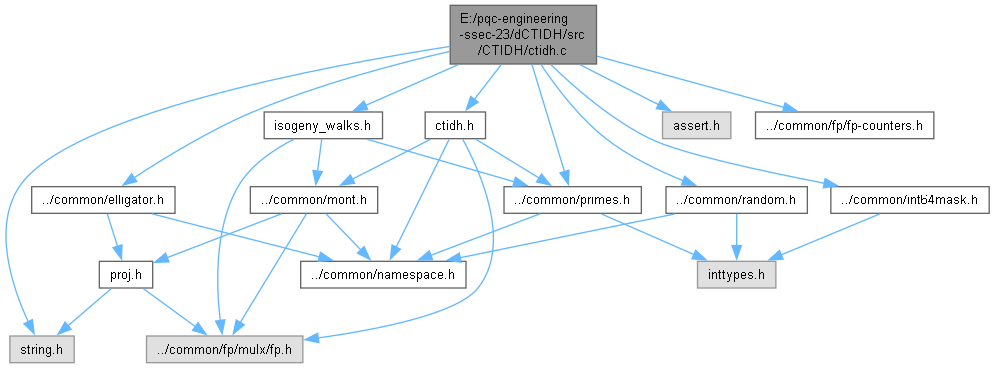 E:/pqc-engineering
-ssec-23/dCTIDH/src
/CTIDH/ctidh.c
isogeny_walks.h
ctidh.h
assert.h
../common/fp/fp-counters.h
../common/elligator.h
../common/mont.h
../common/primes.h
../common/random.h
../common/int64mask.h
proj.h
../common/namespace.h
inttypes.h
string.h
../common/fp/mulx/fp.h